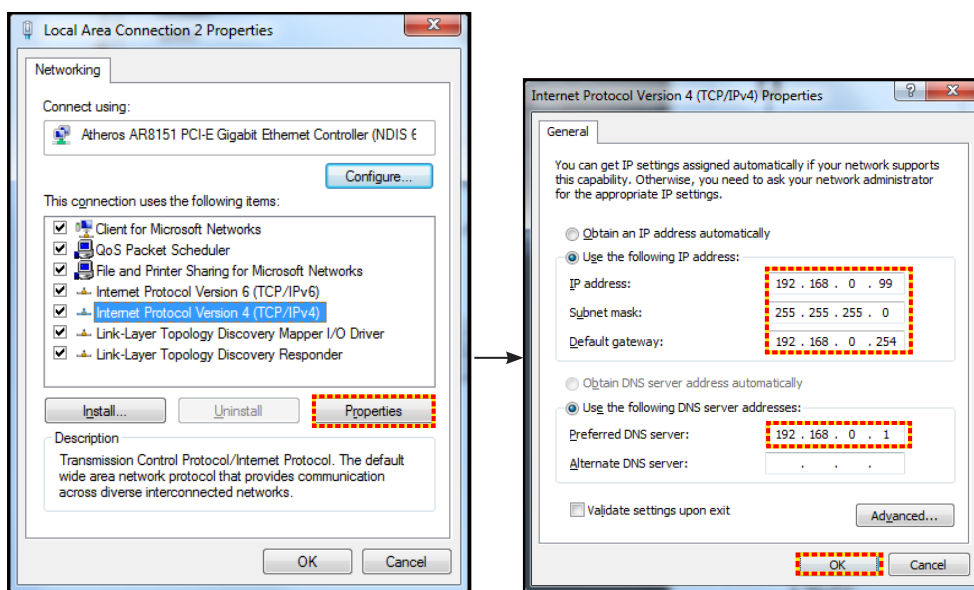 Local Area Connection 2 Properties
Networking
Connect using:
Atheros AR8151 PCI-E Gigabit Ethernet Controller (NDIS 6
Configure...
This connection uses the following items:
Client for Microsoft Networks
QoS Packet Scheduler
File and Printer Sharing for Microsoft Networks
Internet Protocol Version 6 (TCP/IPv6)
Internet Protocol Version 4 (TCP/IPv4)
Link-Layer Topology Discovery Mapper I/O Driver
Link-Layer Topology Discovery Responder
Install...
Uninstall
Properties
Description
Transmission Control Protocol/Internet Protocol. The default
wide area network protocol that provides communication
across diverse interconnected networks.
OK
Cancel
Internet Protocol Version 4 (TCP/IPv4) Properties
General
You can get IP settings assigned automatically if your network supports
this capability. Otherwise, you need to ask your network administrator
for the appropriate IP settings.
Obtain an IP address automatically
Use the following IP address:
IP address: 192 . 168 . 0 . 99
Subnet mask: 255 . 255 . 255 . 0
Default gateway: 192 . 168 . 0 . 254
Obtain DNS server address automatically
Use the following DNS server addresses:
Preferred DNS server: 192 . 168 . 0 . 1
Alternate DNS server: . . .
Validate settings upon exit
Advanced...
OK
Cancel